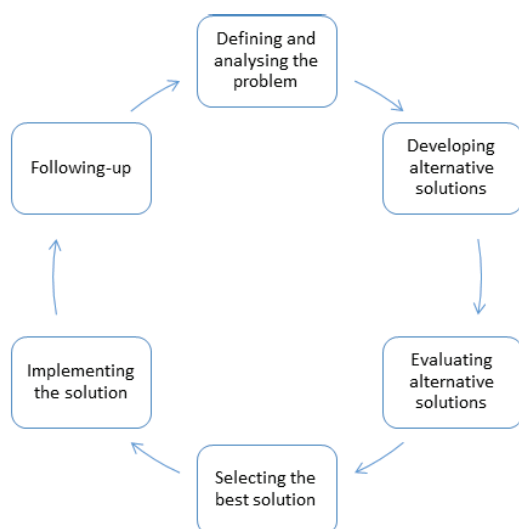 Defining and
analysing the
problem
Developing
alternative
solutions
Evaluating
alternative
solutions
Selecting the
best solution
Implementing
the solution
Following-up